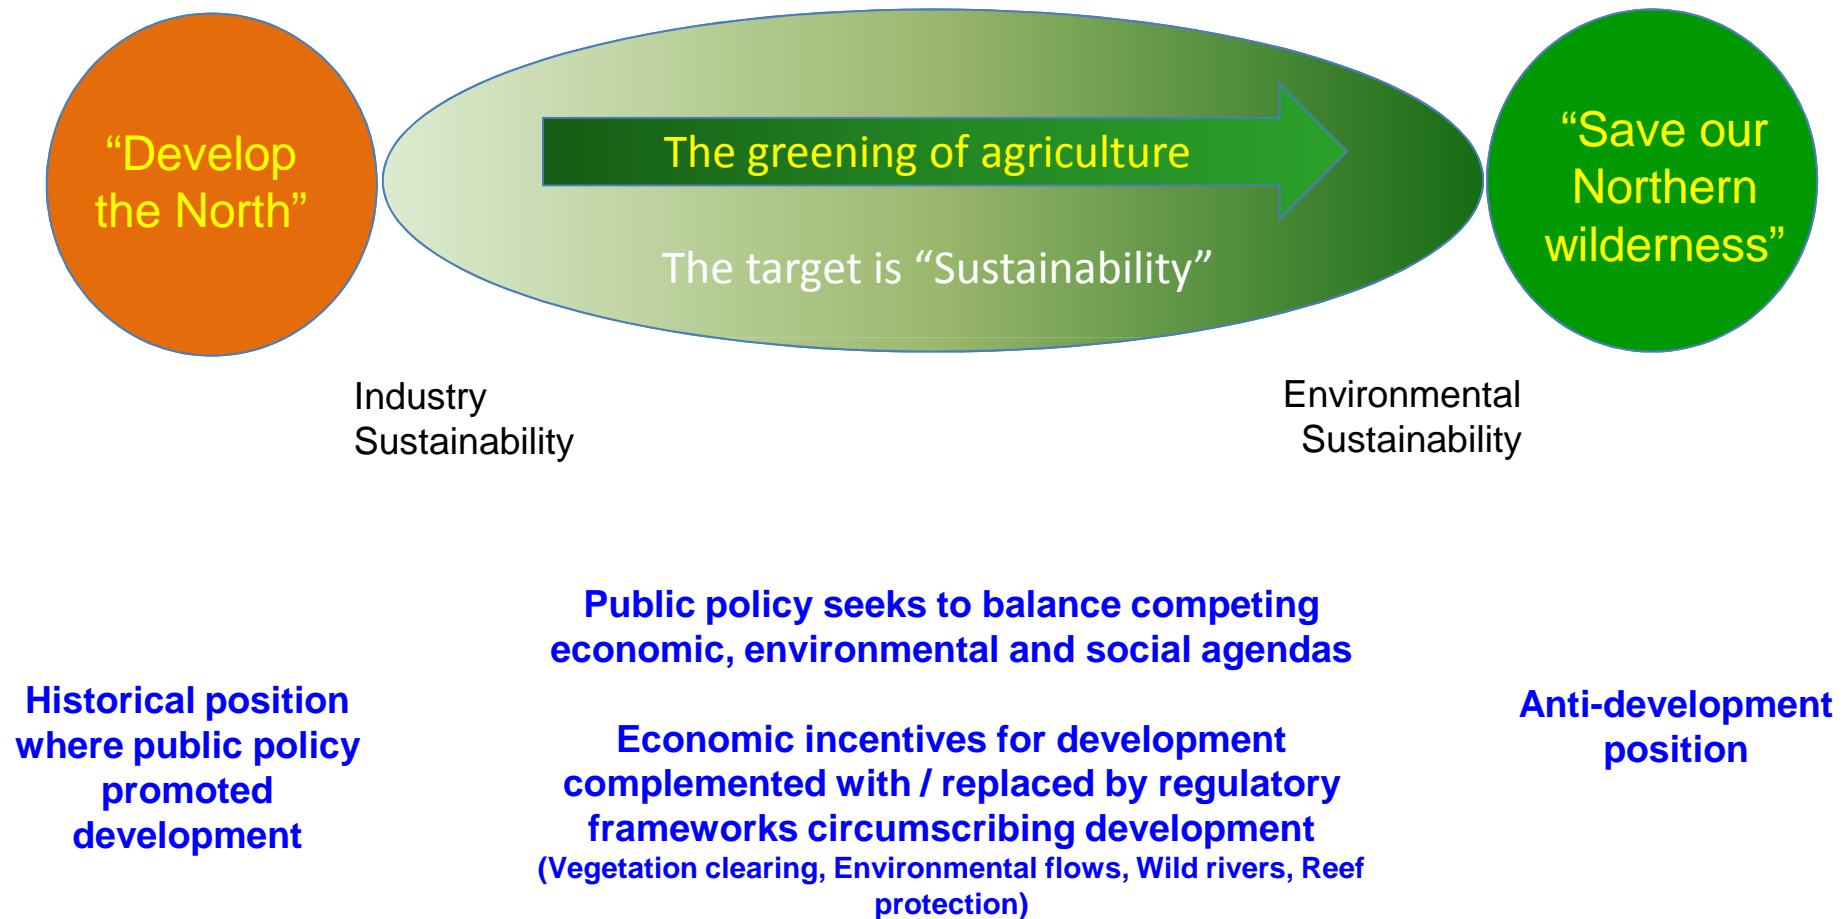 “Develop
the North”
The greening of agriculture
The target is “Sustainability”
“Save our
Northern
wilderness”
Industry
Sustainability
Environmental
Sustainability
Historical position
where public policy
promoted
development
Public policy seeks to balance competing
economic, environmental and social agendas
Economic incentives for development
complemented with / replaced by regulatory
frameworks circumscribing development
(Vegetation clearing, Environmental flows, Wild rivers, Reef
protection)
Anti-development
position